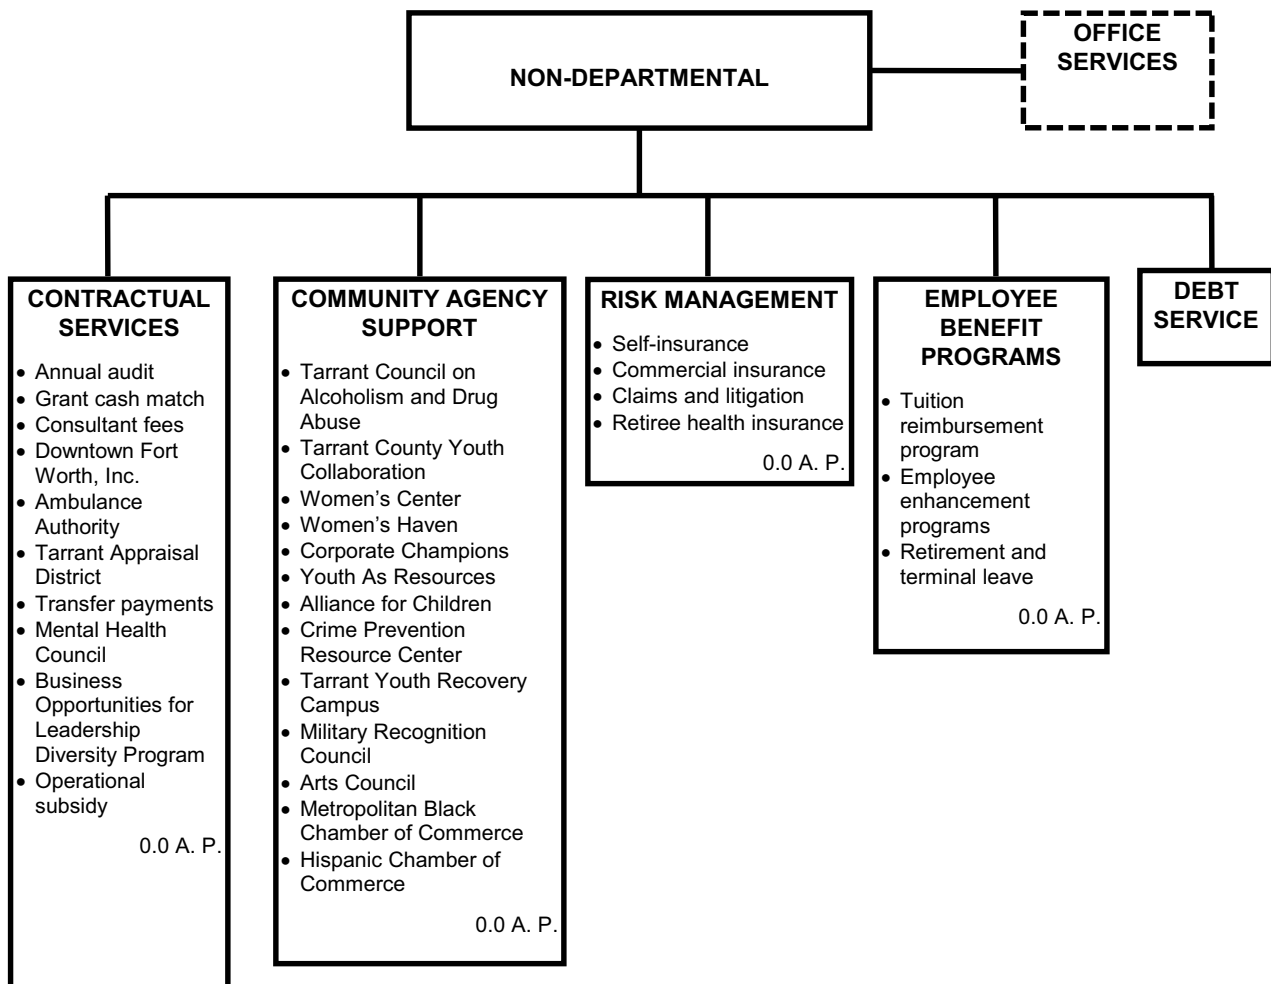 NON-DEPARTMENTAL
OFFICE
SERVICES
CONTRACTUAL
SERVICES
• Annual audit
• Grant cash match
• Consultant fees
• Downtown Fort
Worth, Inc.
• Ambulance
Authority
• Tarrant Appraisal
District
• Transfer payments
• Mental Health
Council
• Business
Opportunities for
Leadership
Diversity Program
• Operational
subsidy
0.0 A. P.
COMMUNITY AGENCY
SUPPORT
• Tarrant Council on
Alcoholism and Drug
Abuse
• Tarrant County Youth
Collaboration
• Women’s Center
• Women’s Haven
• Corporate Champions
• Youth As Resources
• Alliance for Children
• Crime Prevention
Resource Center
• Tarrant Youth Recovery
Campus
• Military Recognition
Council
• Arts Council
• Metropolitan Black
Chamber of Commerce
• Hispanic Chamber of
Commerce
0.0 A. P.
RISK MANAGEMENT
• Self-insurance
• Commercial insurance
• Claims and litigation
• Retiree health insurance
0.0 A. P.
EMPLOYEE
BENEFIT
PROGRAMS
• Tuition
reimbursement
program
• Employee
enhancement
programs
• Retirement and
terminal leave
0.0 A. P.
DEBT
SERVICE